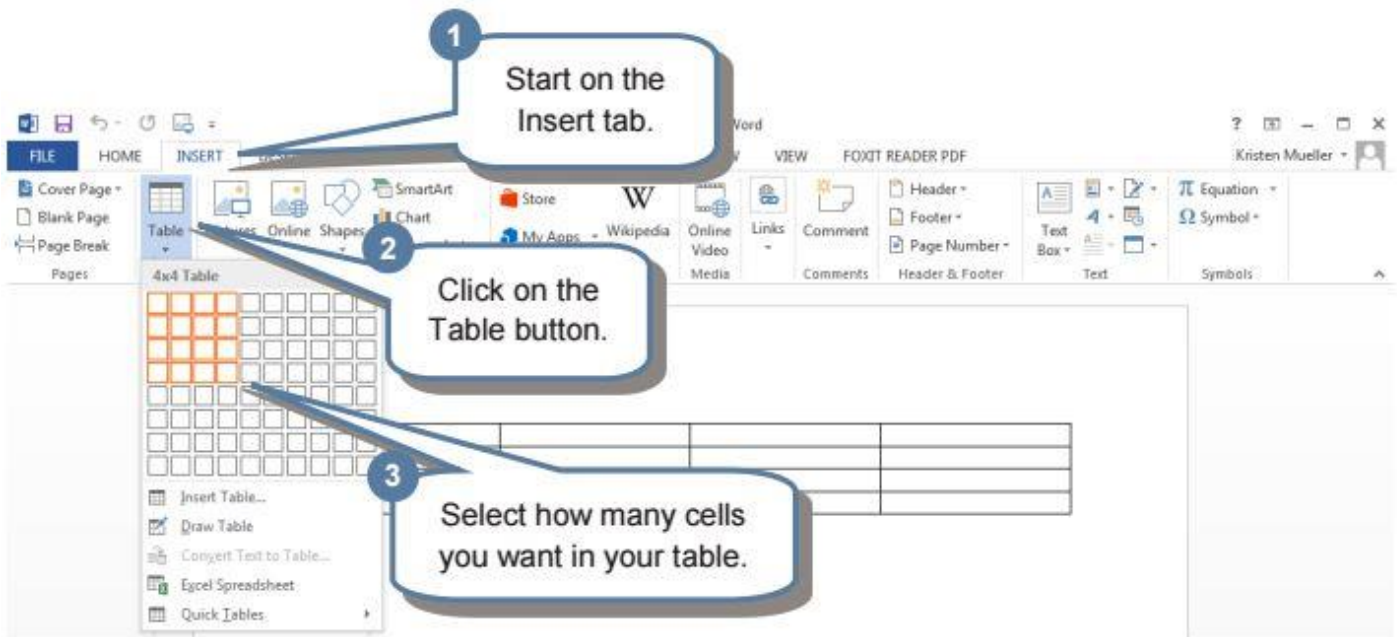 1
Start on the
Insert tab.
Word
?
FILE HOME INSERT VIEW FOXIT READER PDF Kristen Mueller
Cover Page
Blank Page
Page Break
Pages
Table
Online
Shapes
SmartArt
Chart
Store
My Apps
W
Wikipedia
Online
Video
Media
Links
Comment
Comments
Header
Footer
Page Number
Header & Footer
A
Text
Box
Text
π Equation
Ω Symbol
Symbols
2
Click on the
Table button.
4x4 Table
3
Select how many cells
you want in your table.
Insert Table...
Draw Table
Convert Text to Table...
Excel Spreadsheet
Quick Tables